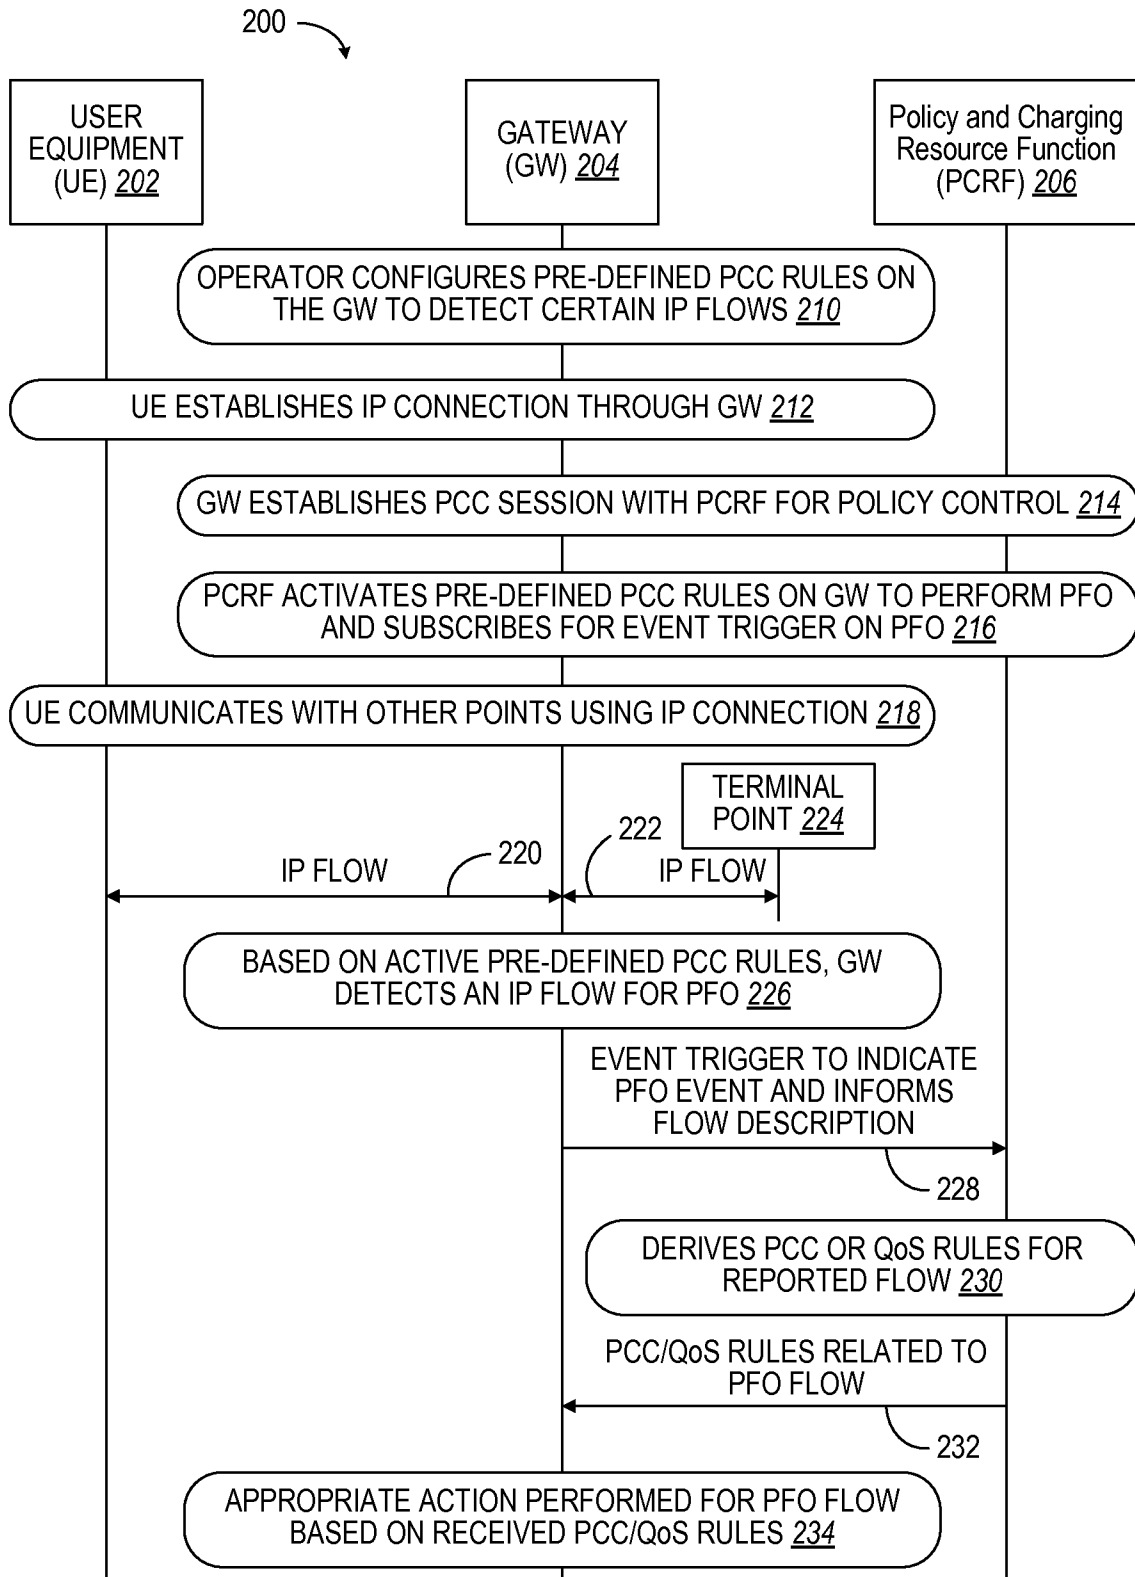 200
USER
EQUIPMENT
(UE) 202
GATEWAY
(GW) 204
Policy and Charging
Resource Function
(PCRF) 206
OPERATOR CONFIGURES PRE-DEFINED PCC RULES ON
THE GW TO DETECT CERTAIN IP FLOWS 210
UE ESTABLISHES IP CONNECTION THROUGH GW 212
GW ESTABLISHES PCC SESSION WITH PCRF FOR POLICY CONTROL 214
PCRF ACTIVATES PRE-DEFINED PCC RULES ON GW TO PERFORM PFO
AND SUBSCRIBES FOR EVENT TRIGGER ON PFO 216
UE COMMUNICATES WITH OTHER POINTS USING IP CONNECTION 218
TERMINAL
POINT 224
222
220
IP FLOW
IP FLOW
BASED ON ACTIVE PRE-DEFINED PCC RULES, GW
DETECTS AN IP FLOW FOR PFO 226
EVENT TRIGGER TO INDICATE
PFO EVENT AND INFORMS
FLOW DESCRIPTION
228
DERIVES PCC OR QoS RULES FOR
REPORTED FLOW 230
PCC/QoS RULES RELATED TO
PFO FLOW
232
APPROPRIATE ACTION PERFORMED FOR PFO FLOW
BASED ON RECEIVED PCC/QoS RULES 234